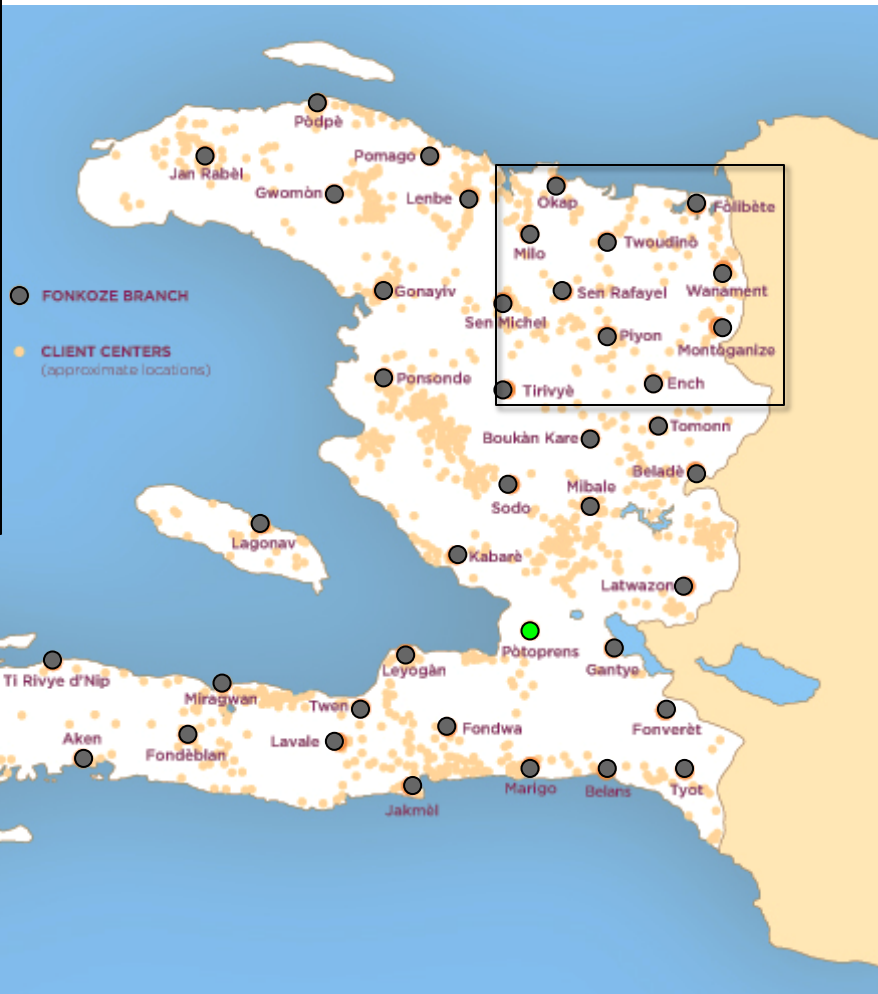 Pòdpè
Pomago
Jan Rabèl
Gwomòn
Lenbe
Okap
Fòlibète
Milo
Twoudinò
FONKOZE BRANCH
Gonayiv
Sen Rafayel
Wanament
Sen Michel
Piyon
Montòganize
CLIENT CENTERS
(approximate locations)
Ponsonde
Tirivyè
Ench
Tomonn
Boukàn Kare
Beladè
Mibale
Sodo
Lagonav
Kabarè
Latwazon
Pòtoprens
Gantye
Leyogàn
Ti Rivye d'Nip
Miragwan
Twen
Fondwa
Fonverèt
Aken
Fondèblan
Lavale
Marigo
Belans
Tyot
Jakmèl